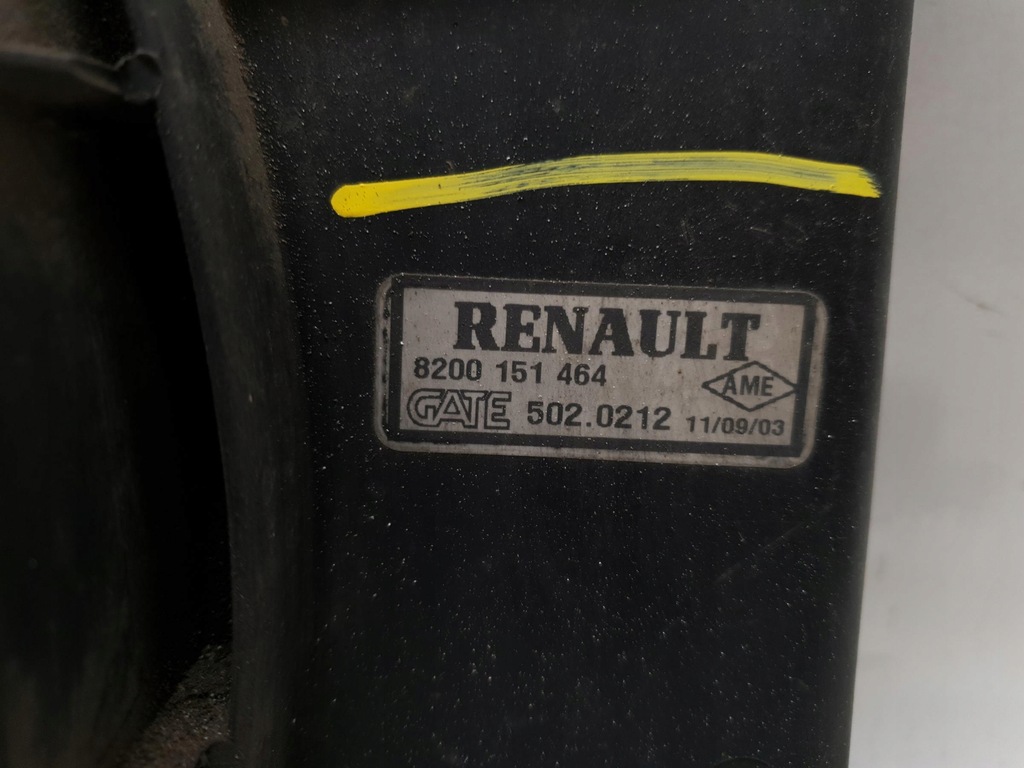 RENAULT
8200 151 464
AME
GATE 502.0212 11/09/03